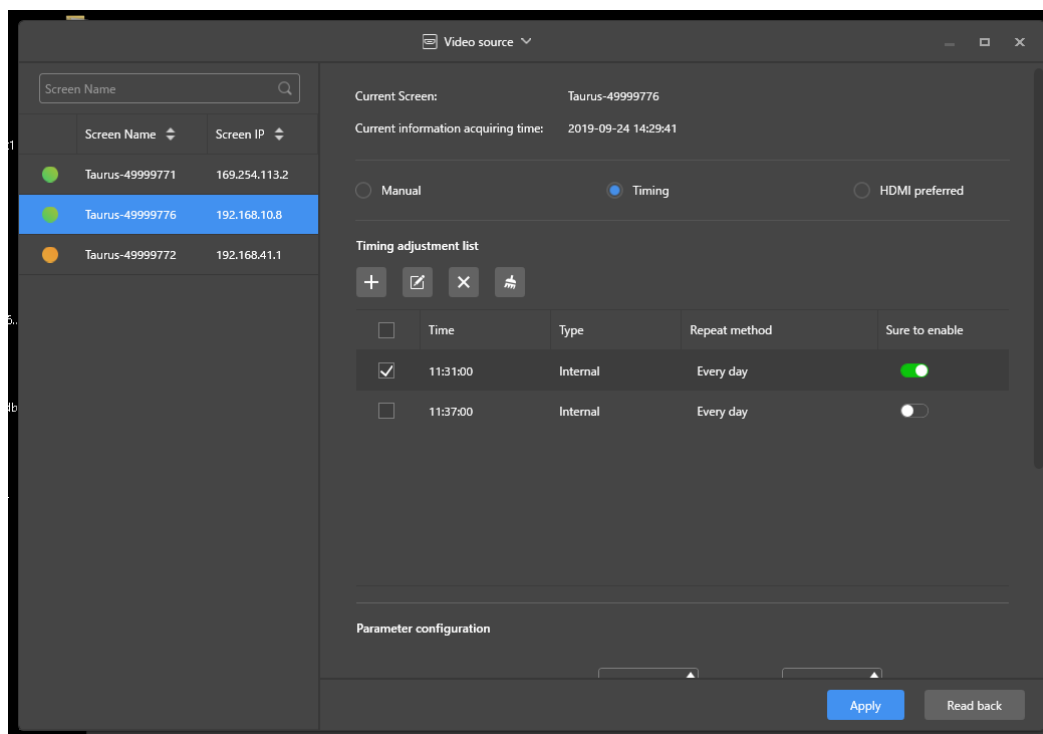 Video source
Screen Name
Screen Name Screen IP
Taurus-49999771 169.254.113.2
Taurus-49999776 192.168.10.8
Taurus-49999772 192.168.41.1
Current Screen: Taurus-49999776
Current information acquiring time: 2019-09-24 14:29:41
Manual Timing HDMI preferred
Timing adjustment list
Time Type Repeat method Sure to enable
11:31:00 Internal Every day
11:37:00 Internal Every day
Parameter configuration
Apply Read back